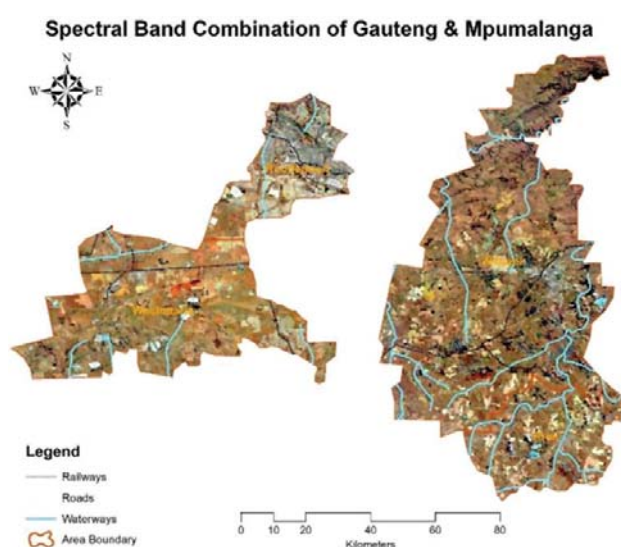 Spectral Band Combination of Gauteng & Mpumalanga
N
W E
S
Legend
Railways
Roads
Waterways
Area Boundary
0 10 20 40 60 80
Kilometers